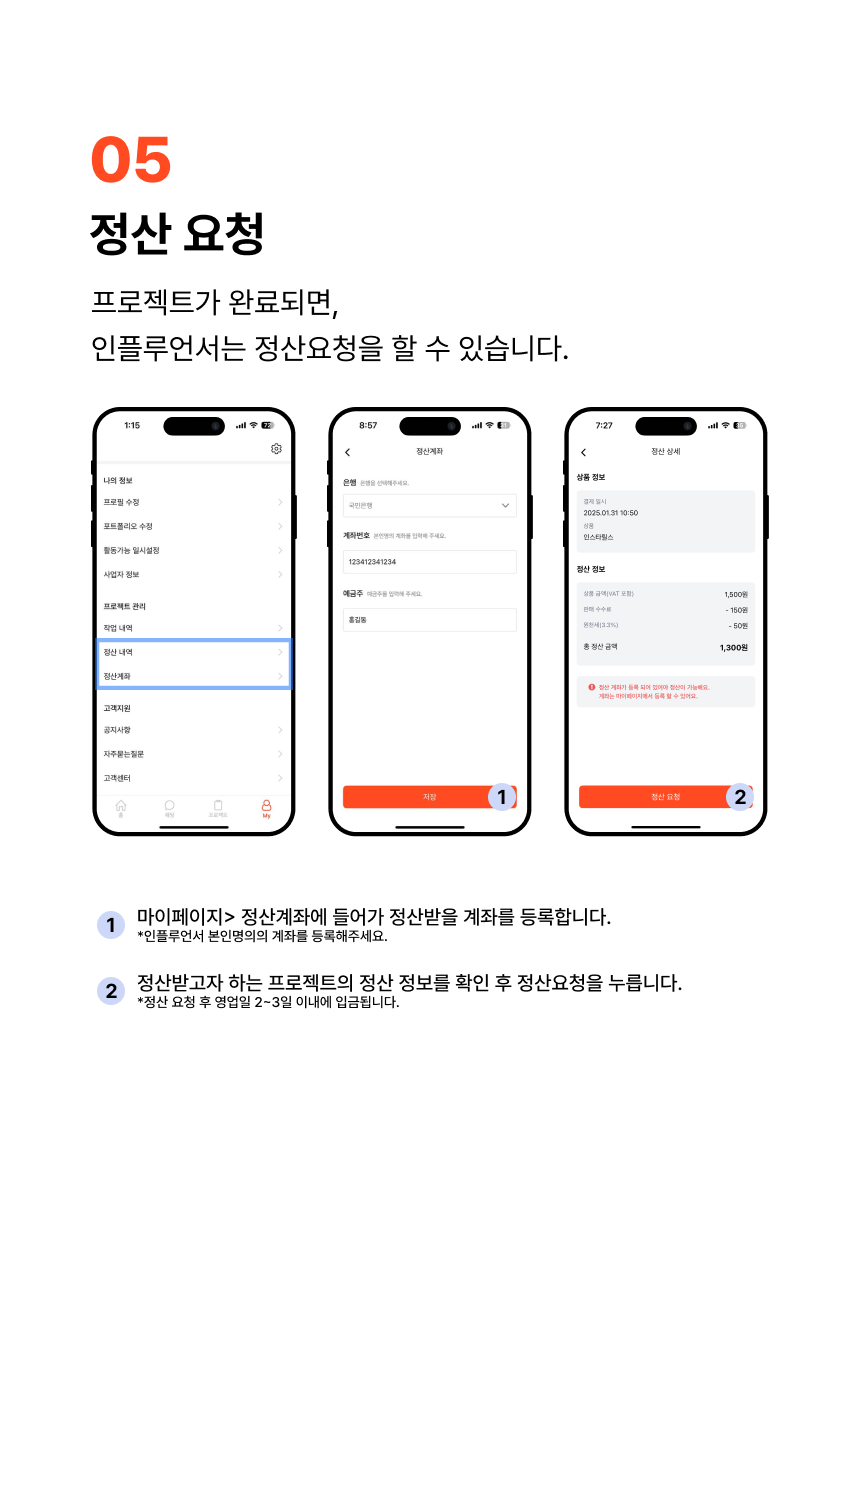 05
정산 요청
프로젝트가 완료되면,
인플루언서는 정산요청을 할 수 있습니다.
1:15
나의 정보
프로필 수정
포트폴리오 수정
활동가능 일시설정
사업자 정보
프로젝트 관리
작업 내역
정산 내역
정산계좌
고객지원
공지사항
자주묻는질문
고객센터
홈 채팅 프로젝트 My
8:57
정산계좌
은행 은행을 선택해주세요.
국민은행
계좌번호 본인명의 계좌를 입력해 주세요.
123412341234
예금주 예금주를 입력해 주세요.
홍길동
저장 1
7:27
정산 상세
상품 정보
결제 일시
2025.01.31 10:50
상품
인스타릴스
정산 정보
상품 금액(VAT 포함) 1,500원
판매 수수료 - 150원
원천세(3.3%) - 50원
총 정산 금액 1,300원
정산 계좌가 등록 되어 있어야 정산이 가능해요.
계좌는 마이페이지에서 등록 할 수 있어요.
정산 요청 2
1 마이페이지> 정산계좌에 들어가 정산받을 계좌를 등록합니다.
*인플루언서 본인명의의 계좌를 등록해주세요.
2 정산받고자 하는 프로젝트의 정산 정보를 확인 후 정산요청을 누릅니다.
*정산 요청 후 영업일 2~3일 이내에 입금됩니다.